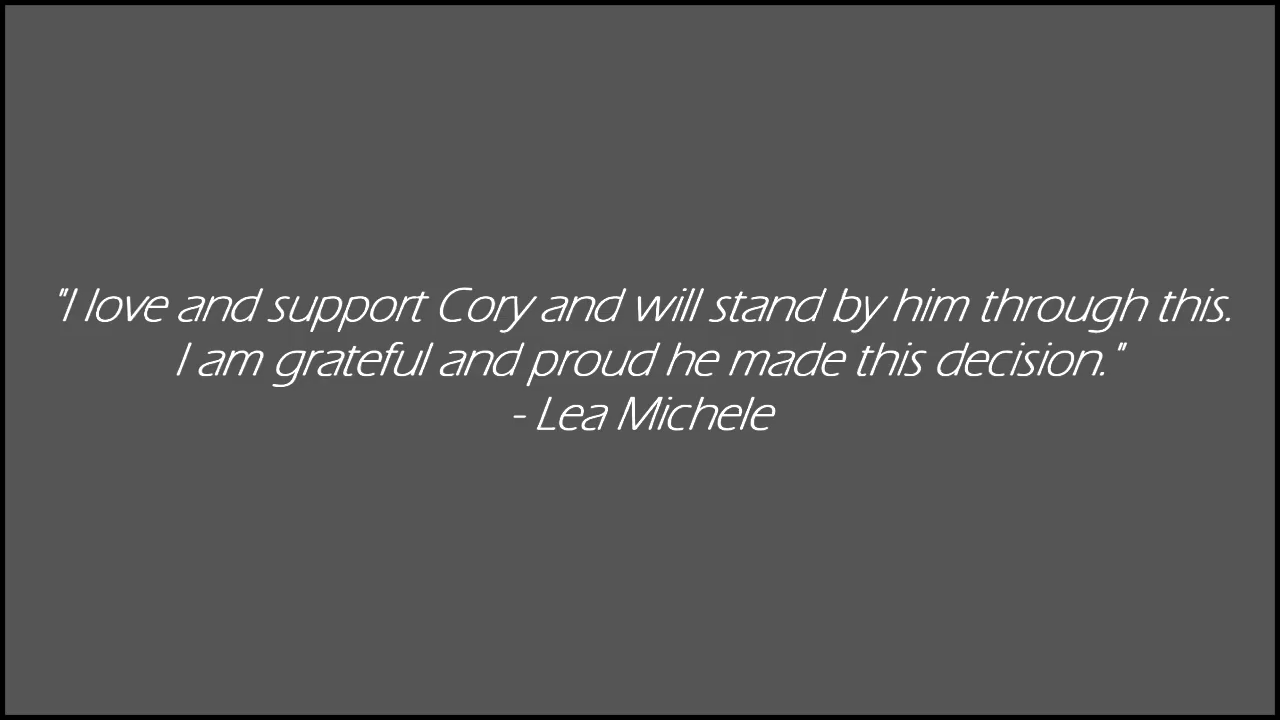 "I love and support Cory and will stand by him through this.
I am grateful and proud he made this decision."
- Lea Michele